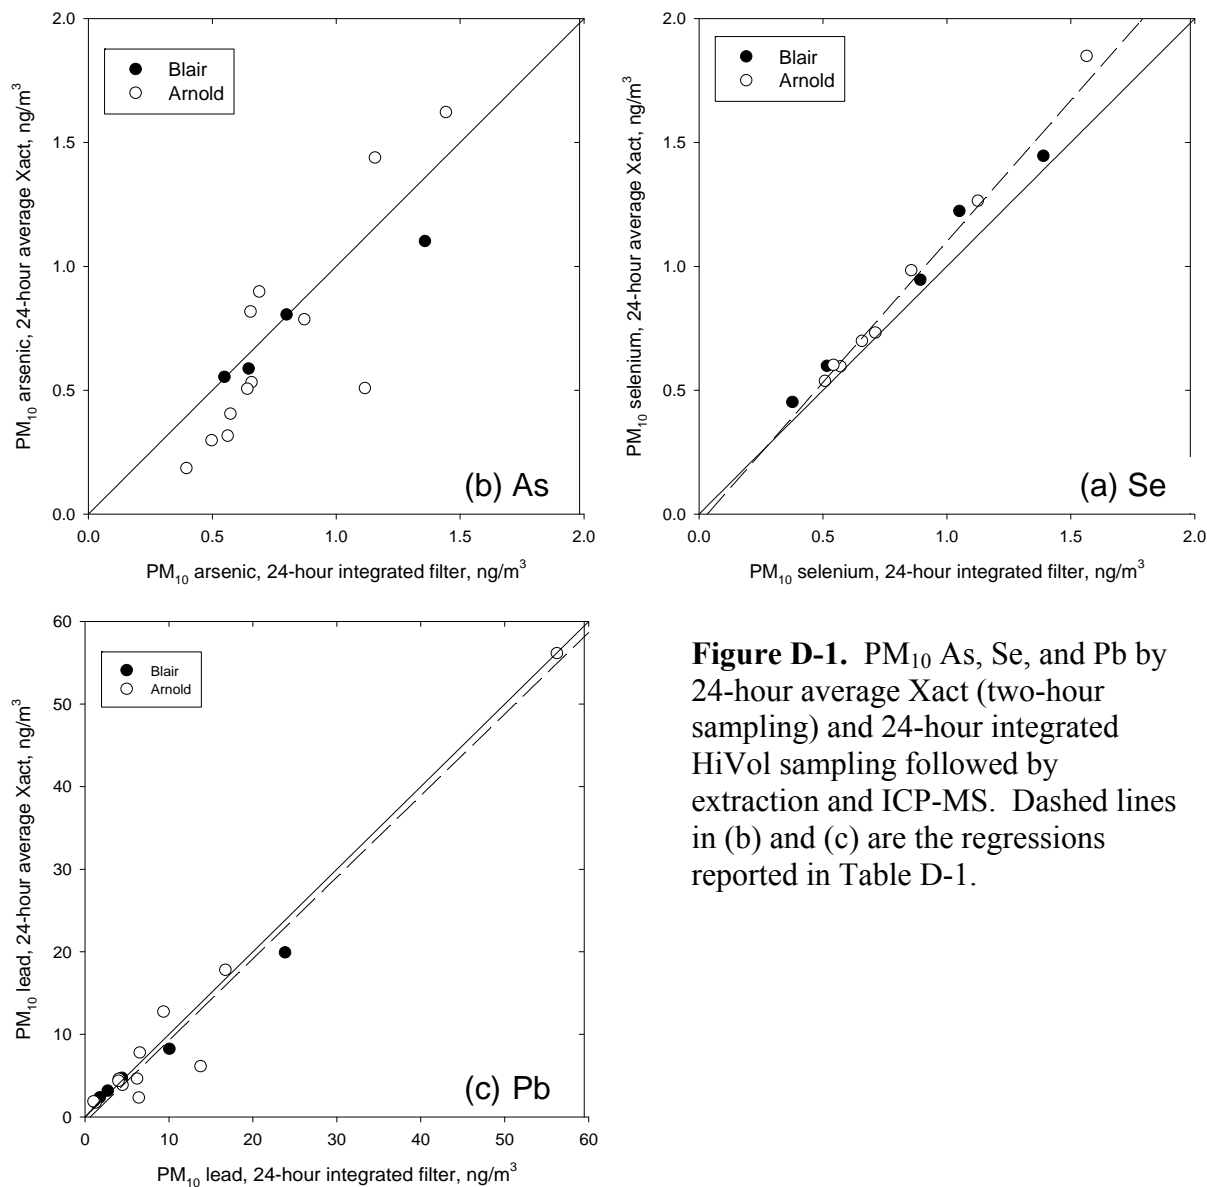 2.0
Blair
Arnold
1.5
1.0
0.5
0.0
PM10 arsenic, 24-hour average Xact, ng/m3
(b) As
0.0 0.5 1.0 1.5 2.0
PM10 arsenic, 24-hour integrated filter, ng/m3
2.0
Blair
Arnold
1.5
1.0
0.5
0.0
PM10 selenium, 24-hour average Xact, ng/m3
(a) Se
0.0 0.5 1.0 1.5 2.0
PM10 selenium, 24-hour integrated filter, ng/m3
60
Blair
Arnold
50
40
30
20
10
0
PM10 lead, 24-hour average Xact, ng/m3
(c) Pb
0 10 20 30 40 50 60
PM10 lead, 24-hour integrated filter, ng/m3
Figure D-1. PM10 As, Se, and Pb by
24-hour average Xact (two-hour
sampling) and 24-hour integrated
HiVol sampling followed by
extraction and ICP-MS. Dashed lines
in (b) and (c) are the regressions
reported in Table D-1.